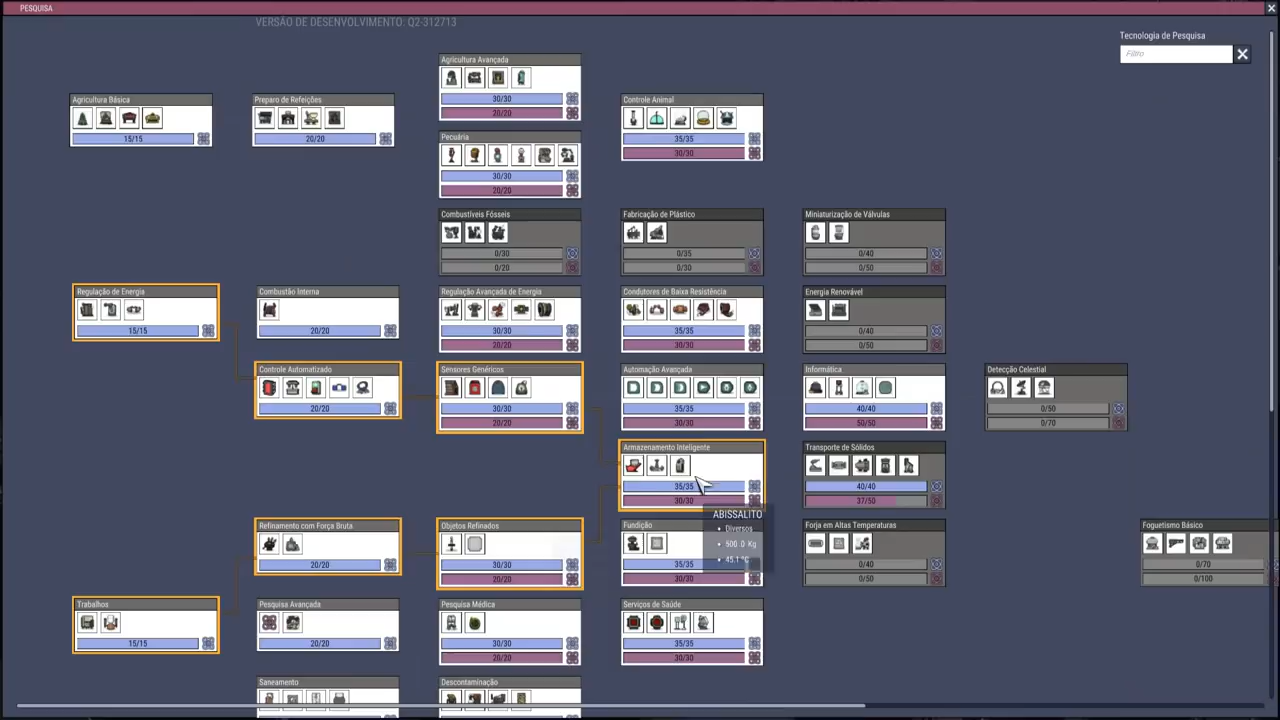 PESQUISA
VERSÃO DE DESENVOLVIMENTO: Q2-312713
Tecnologia de Pesquisa
Filtro
Agricultura Avançada
30/30
20/20
Agricultura Básica
15/15
Preparo de Refeições
20/20
Controle Animal
35/35
30/30
Pecuária
30/30
20/20
Combustíveis Fósseis
0/30
0/20
Fabricação de Plástico
0/35
0/30
Miniaturização de Válvulas
0/40
0/50
Regulação de Energia
15/15
Combustão Interna
20/20
Regulação Avançada de Energia
30/30
20/20
Condutores de Baixa Resistência
35/35
30/30
Energia Renovável
0/40
0/50
Controle Automatizado
20/20
Sensores Genéricos
30/30
20/20
Automação Avançada
35/35
30/30
Informática
40/40
50/50
Detecção Celestial
0/50
0/70
Armazenamento Inteligente
35/35
30/30
Transporte de Sólidos
40/40
37/50
ABISSALITO
• Diversos
• 500.0 Kg
• 45.1 °C
Refinamento com Força Bruta
20/20
Objetos Refinados
30/30
20/20
Fundição
35/35
30/30
Forja em Altas Temperaturas
0/40
0/50
Foguetismo Básico
0/70
0/100
Trabalhos
15/15
Pesquisa Avançada
20/20
Pesquisa Médica
30/30
20/20
Serviços de Saúde
35/35
30/30
Saneamento
Descontaminação